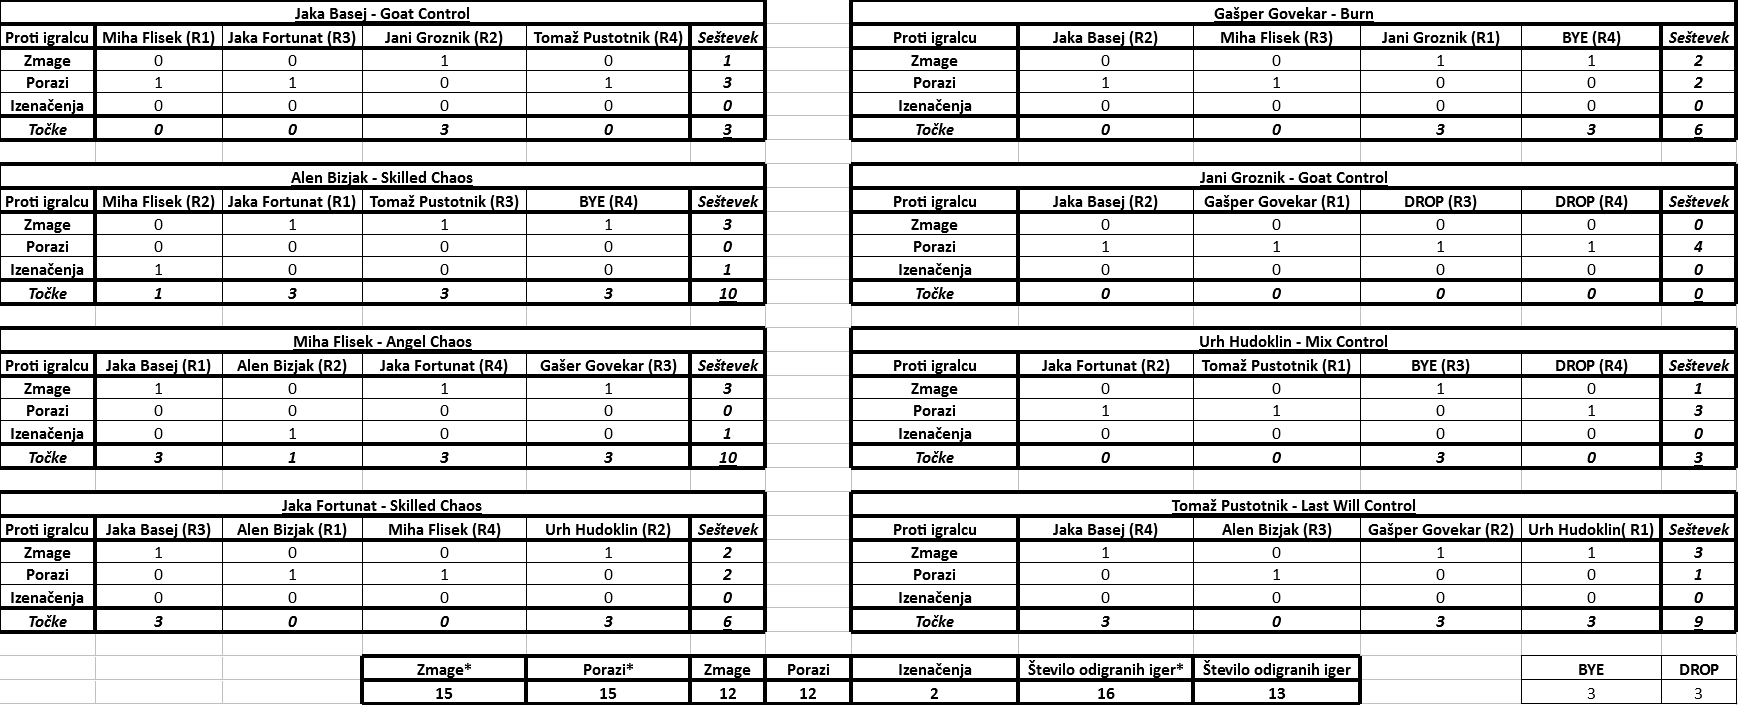 Jaka Basej - Goat Control
Proti igralcu Miha Flisek (R1) Jaka Fortunat (R3) Jani Groznik (R2) Tomaž Pustotnik (R4) Seštevek
Zmage 0 0 1 0 1
Porazi 1 1 0 1 3
Izenačenja 0 0 0 0 0
Točke 0 0 3 0 3
Gašper Govekar - Burn
Proti igralcu Jaka Basej (R2) Miha Flisek (R3) Jani Groznik (R1) BYE (R4) Seštevek
Zmage 0 0 1 1 2
Porazi 1 1 0 0 2
Izenačenja 0 0 0 0 0
Točke 0 0 3 3 6
Alen Bizjak - Skilled Chaos
Proti igralcu Miha Flisek (R2) Jaka Fortunat (R1) Tomaž Pustotnik (R3) BYE (R4) Seštevek
Zmage 0 1 1 1 3
Porazi 0 0 0 0 0
Izenačenja 1 0 0 0 1
Točke 1 3 3 3 10
Jani Groznik - Goat Control
Proti igralcu Jaka Basej (R2) Gašper Govekar (R1) DROP (R3) DROP (R4) Seštevek
Zmage 0 0 0 0 0
Porazi 1 1 1 1 4
Izenačenja 0 0 0 0 0
Točke 0 0 0 0 0
Miha Flisek - Angel Chaos
Proti igralcu Jaka Basej (R1) Alen Bizjak (R2) Jaka Fortunat (R4) Gašer Govekar (R3) Seštevek
Zmage 1 0 1 1 3
Porazi 0 0 0 0 0
Izenačenja 0 1 0 0 1
Točke 3 1 3 3 10
Urh Hudoklin - Mix Control
Proti igralcu Jaka Fortunat (R2) Tomaž Pustotnik (R1) BYE (R3) DROP (R4) Seštevek
Zmage 0 0 1 0 1
Porazi 1 1 0 1 3
Izenačenja 0 0 0 0 0
Točke 0 0 3 0 3
Jaka Fortunat - Skilled Chaos
Proti igralcu Jaka Basej (R3) Alen Bizjak (R1) Miha Flisek (R4) Urh Hudoklin (R2) Seštevek
Zmage 1 0 0 1 2
Porazi 0 1 1 0 2
Izenačenja 0 0 0 0 0
Točke 3 0 0 3 6
Tomaž Pustotnik - Last Will Control
Proti igralcu Jaka Basej (R4) Alen Bizjak (R3) Gašper Govekar (R2) Urh Hudoklin( R1) Seštevek
Zmage 1 0 1 1 3
Porazi 0 1 0 0 1
Izenačenja 0 0 0 0 0
Točke 3 0 3 3 9
Zmage* Porazi* Zmage Porazi Izenačenja Število odigranih iger* Število odigranih iger BYE DROP
15 15 12 12 2 16 13 3 3